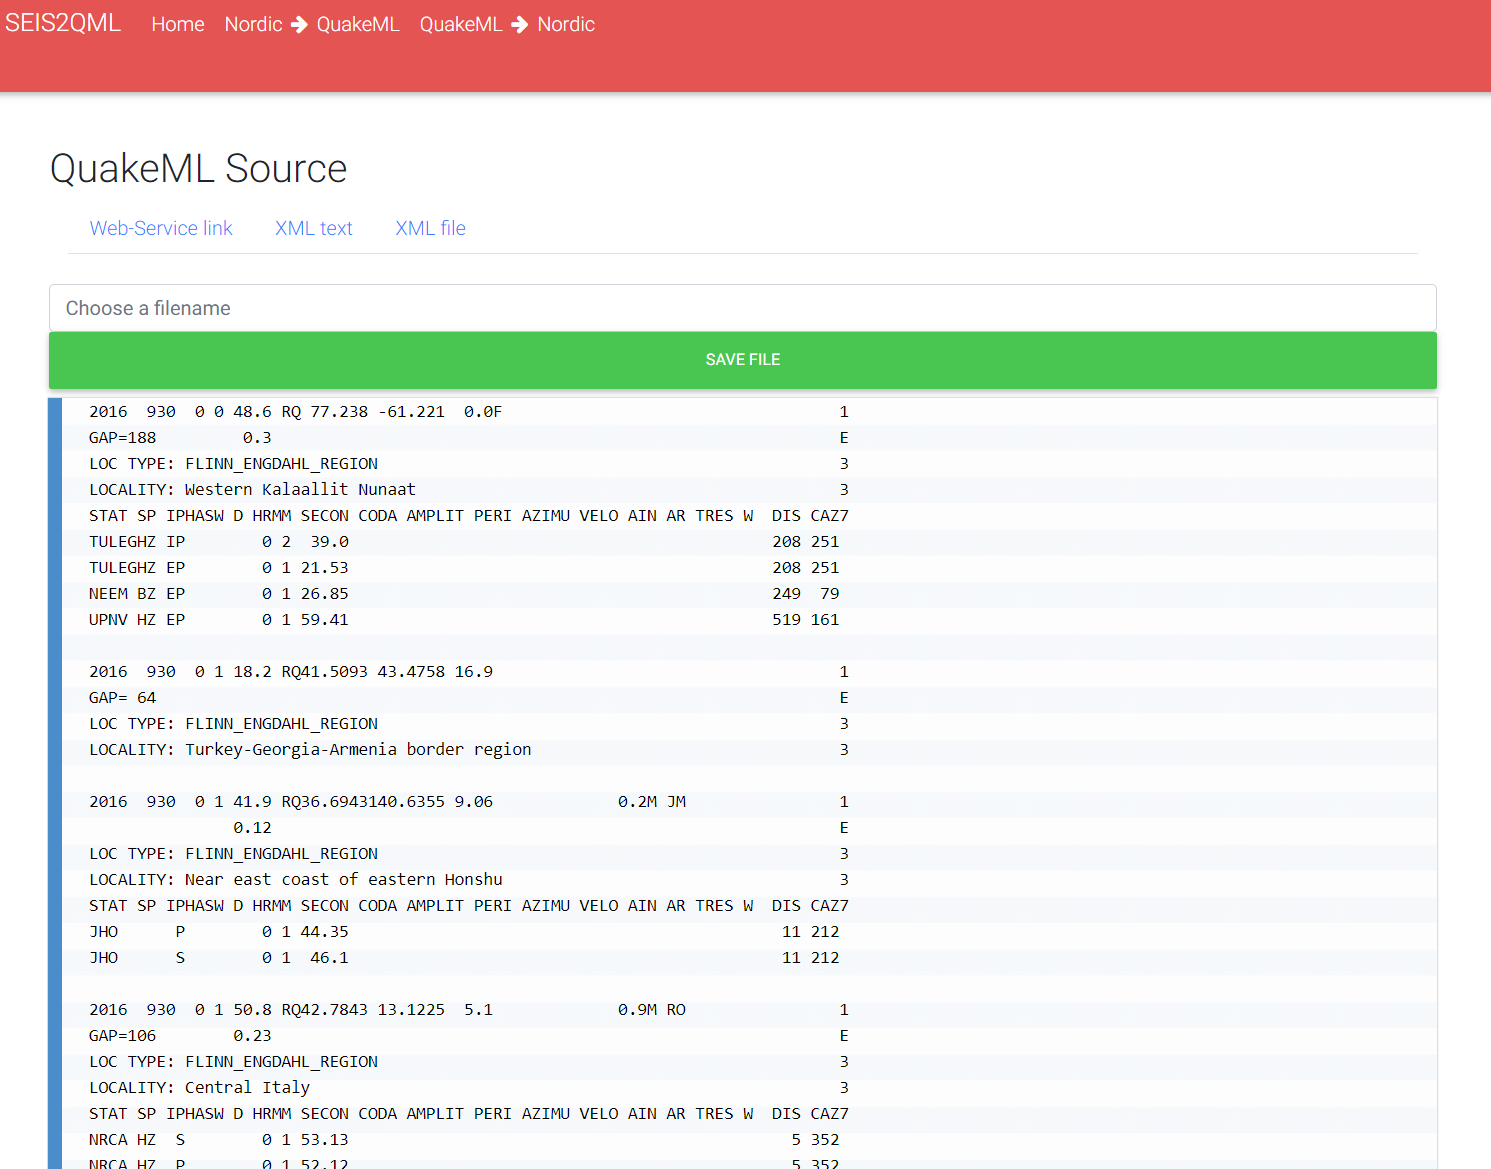 SEIS2QML Home Nordic → QuakeML QuakeML → Nordic
QuakeML Source
Web-Service link XML text XML file
Choose a filename
SAVE FILE
2016  930  0 0 48.6 RQ 77.238 -61.221  0.0F                                   1
GAP=188         0.3                                                           E
LOC TYPE: FLINN_ENGDAHL_REGION                                                3
LOCALITY: Western Kalaallit Nunaat                                            3
STAT SP IPHASW D HRMM SECON CODA AMPLIT PERI AZIMU VELO AIN AR TRES W  DIS CAZ7
TULEGHZ IP        0 2  39.0                                            208 251
TULEGHZ EP        0 1 21.53                                            208 251
NEEM BZ EP        0 1 26.85                                            249  79
UPNV HZ EP        0 1 59.41                                            519 161
2016  930  0 1 18.2 RQ41.5093 43.4758 16.9                                    1
GAP= 64                                                                       E
LOC TYPE: FLINN_ENGDAHL_REGION                                                3
LOCALITY: Turkey-Georgia-Armenia border region                                3
2016  930  0 1 41.9 RQ36.6943140.6355 9.06             0.2M JM                1
               0.12                                                           E
LOC TYPE: FLINN_ENGDAHL_REGION                                                3
LOCALITY: Near east coast of eastern Honshu                                   3
STAT SP IPHASW D HRMM SECON CODA AMPLIT PERI AZIMU VELO AIN AR TRES W  DIS CAZ7
JHO      P        0 1 44.35                                             11 212
JHO      S        0 1  46.1                                             11 212
2016  930  0 1 50.8 RQ42.7843 13.1225  5.1             0.9M RO                1
GAP=106        0.23                                                           E
LOC TYPE: FLINN_ENGDAHL_REGION                                                3
LOCALITY: Central Italy                                                       3
STAT SP IPHASW D HRMM SECON CODA AMPLIT PERI AZIMU VELO AIN AR TRES W  DIS CAZ7
NRCA HZ  S        0 1 53.13                                              5 352
NRCA HZ  P        0 1 52.12                                              5 352